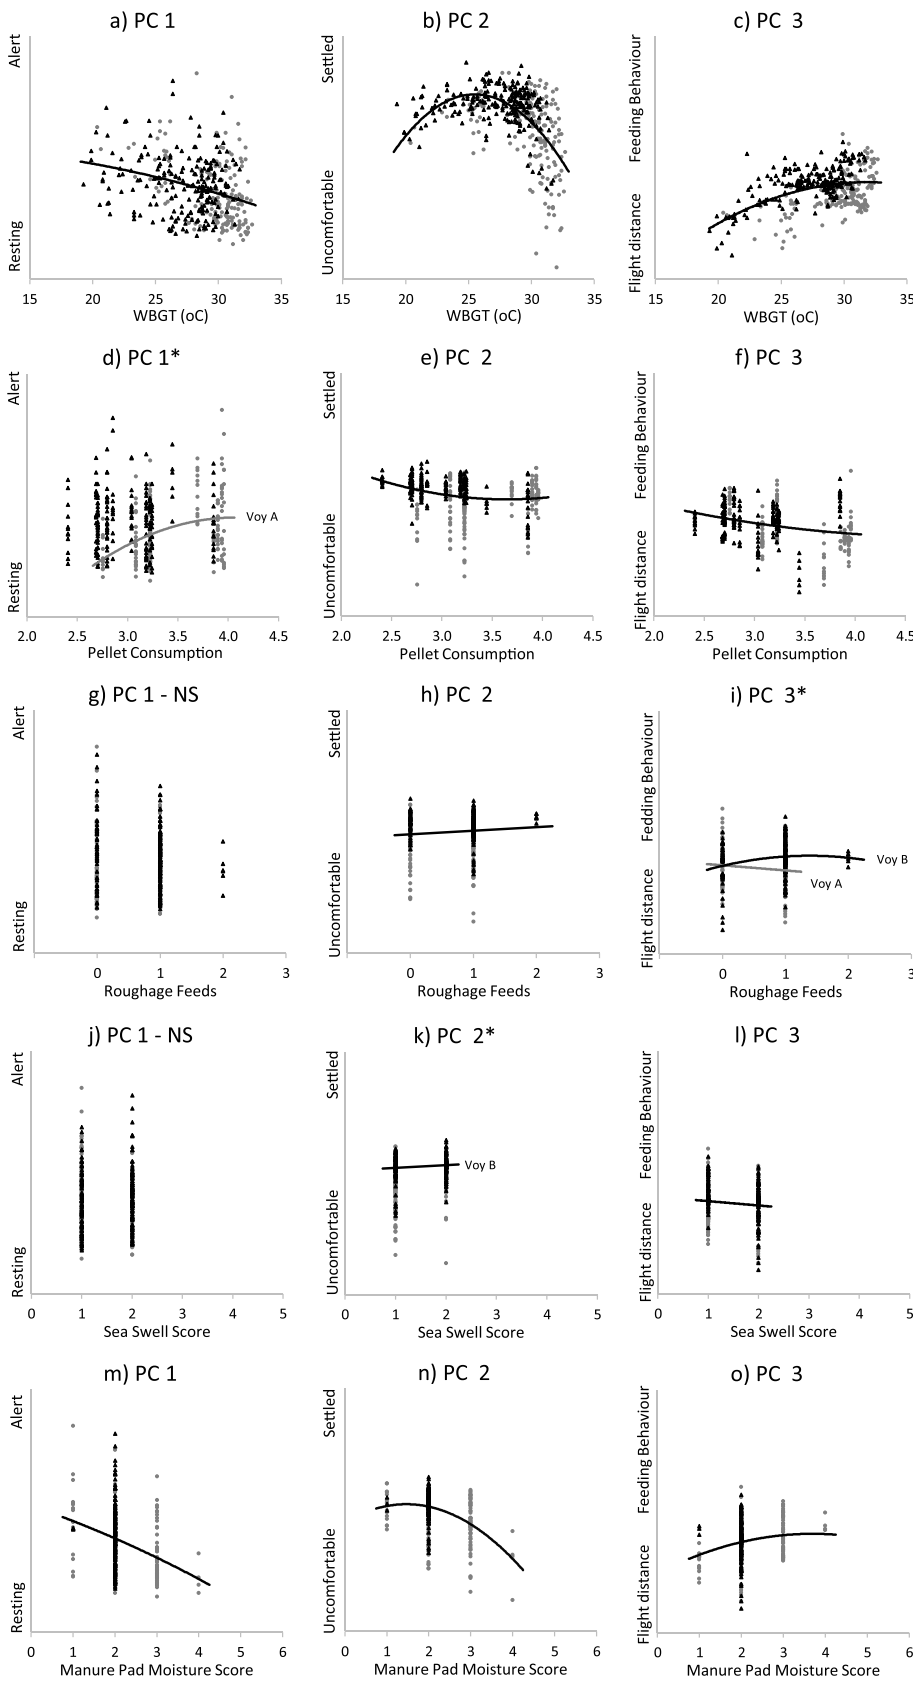 a) PC 1
b) PC 2
c) PC 3
Alert
Resting
15 20 25 30 35
WBGT (oC)
Settled
Uncomfortable
15 20 25 30 35
WBGT (oC)
Feeding Behaviour
Flight distance
15 20 25 30 35
WBGT (oC)
d) PC 1*
e) PC 2
f) PC 3
Alert
Resting
Voy A
2.0 2.5 3.0 3.5 4.0 4.5
Pellet Consumption
Settled
Uncomfortable
2.0 2.5 3.0 3.5 4.0 4.5
Pellet Consumption
Feeding Behaviour
Flight distance
2.0 2.5 3.0 3.5 4.0 4.5
Pellet Consumption
g) PC 1 - NS
h) PC 2
i) PC 3*
Alert
Resting
0 1 2 3
Roughage Feeds
Settled
Uncomfortable
0 1 2 3
Roughage Feeds
Fedding Behaviour
Flight distance
Voy B
Voy A
0 1 2 3
Roughage Feeds
j) PC 1 - NS
k) PC 2*
l) PC 3
Alert
Resting
0 1 2 3 4 5
Sea Swell Score
Settled
Uncomfortable
Voy B
0 1 2 3 4 5
Sea Swell Score
Feeding Behaviour
Flight distance
0 1 2 3 4 5
Sea Swell Score
m) PC 1
n) PC 2
o) PC 3
Alert
Resting
0 1 2 3 4 5 6
Manure Pad Moisture Score
Settled
Uncomfortable
0 1 2 3 4 5 6
Manure Pad Moisture Score
Feeding Behaviour
Flight distance
0 1 2 3 4 5 6
Manure Pad Moisture Score